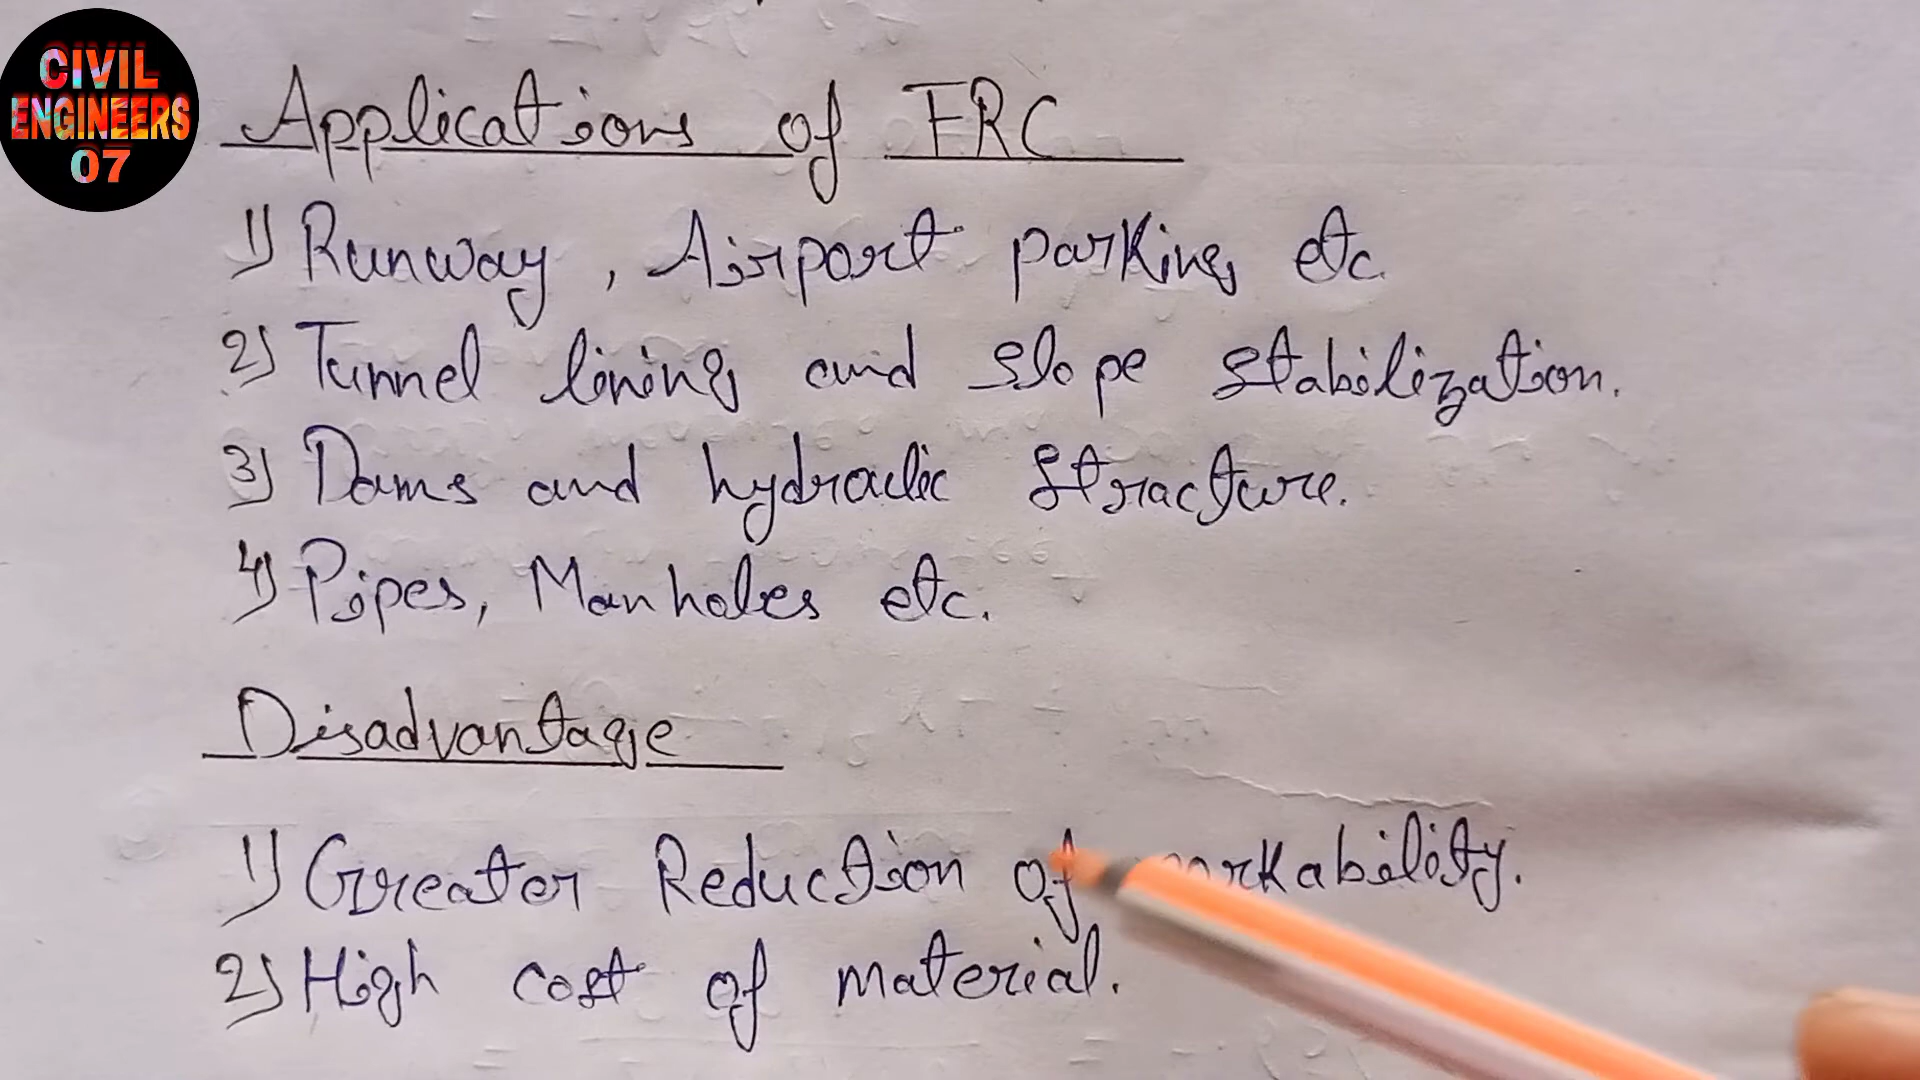 CIVIL
ENGINEERS
07
Applications of FRC
1) Runway, Airport parking etc.
2) Tunnel lining and slope stabilization.
3) Dams and hydraulic structure.
4) Pipes, Manholes etc.
Disadvantage
1) Greater Reduction of workability.
2) High cost of material.